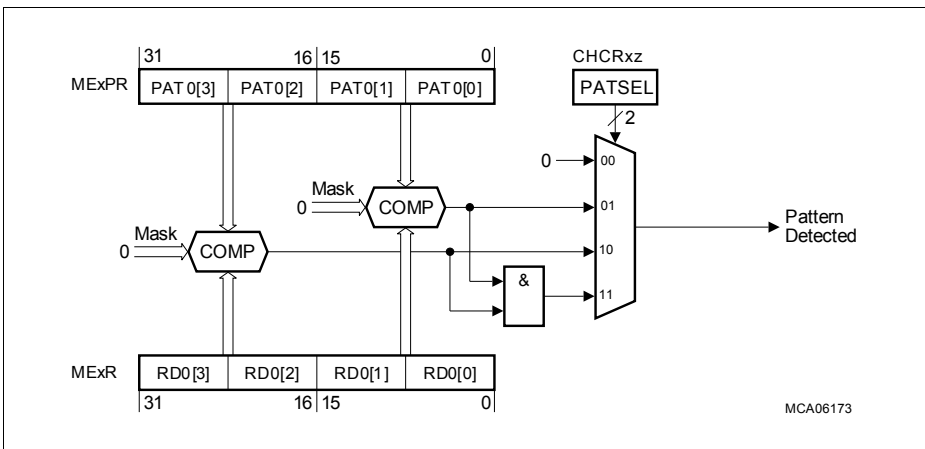 31 16 15 0
MExPR PAT0[3] PAT0[2] PAT0[1] PAT0[0]
CHCRxz
PATSEL
2
0 00
Mask
0 COMP 01
Mask
0 COMP 10
&
11
Pattern
Detected
MExR RD0[3] RD0[2] RD0[1] RD0[0]
31 16 15 0
MCA06173